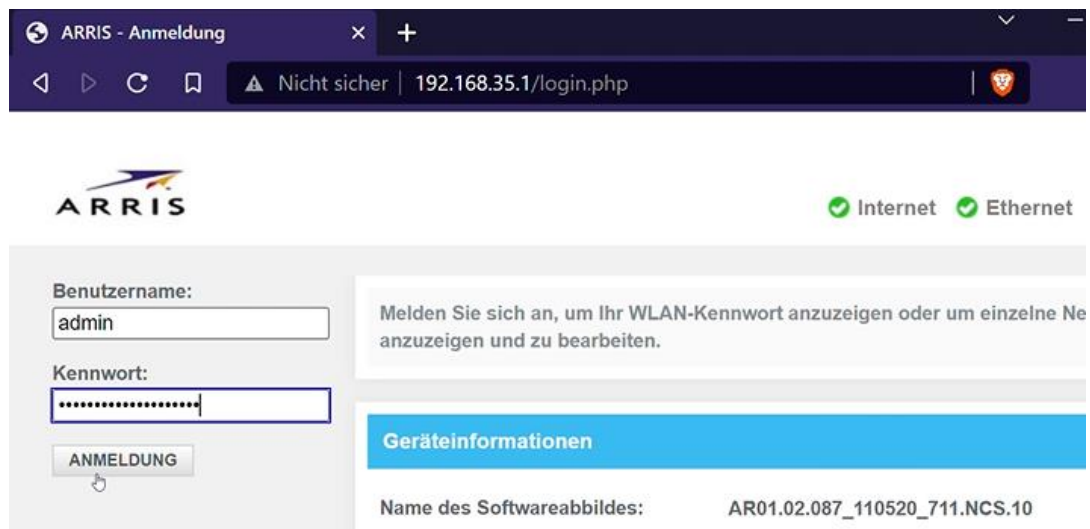 ARRIS - Anmeldung
Nicht sicher | 192.168.35.1/login.php
ARRIS
Internet Ethernet
Benutzername:
admin
Melden Sie sich an, um Ihr WLAN-Kennwort anzuzeigen oder um einzelne Ne
anzuzeigen und zu bearbeiten.
Kennwort:
••••••••••••••••••••
ANMELDUNG
Geräteinformationen
Name des Softwareabbildes: AR01.02.087_110520_711.NCS.10